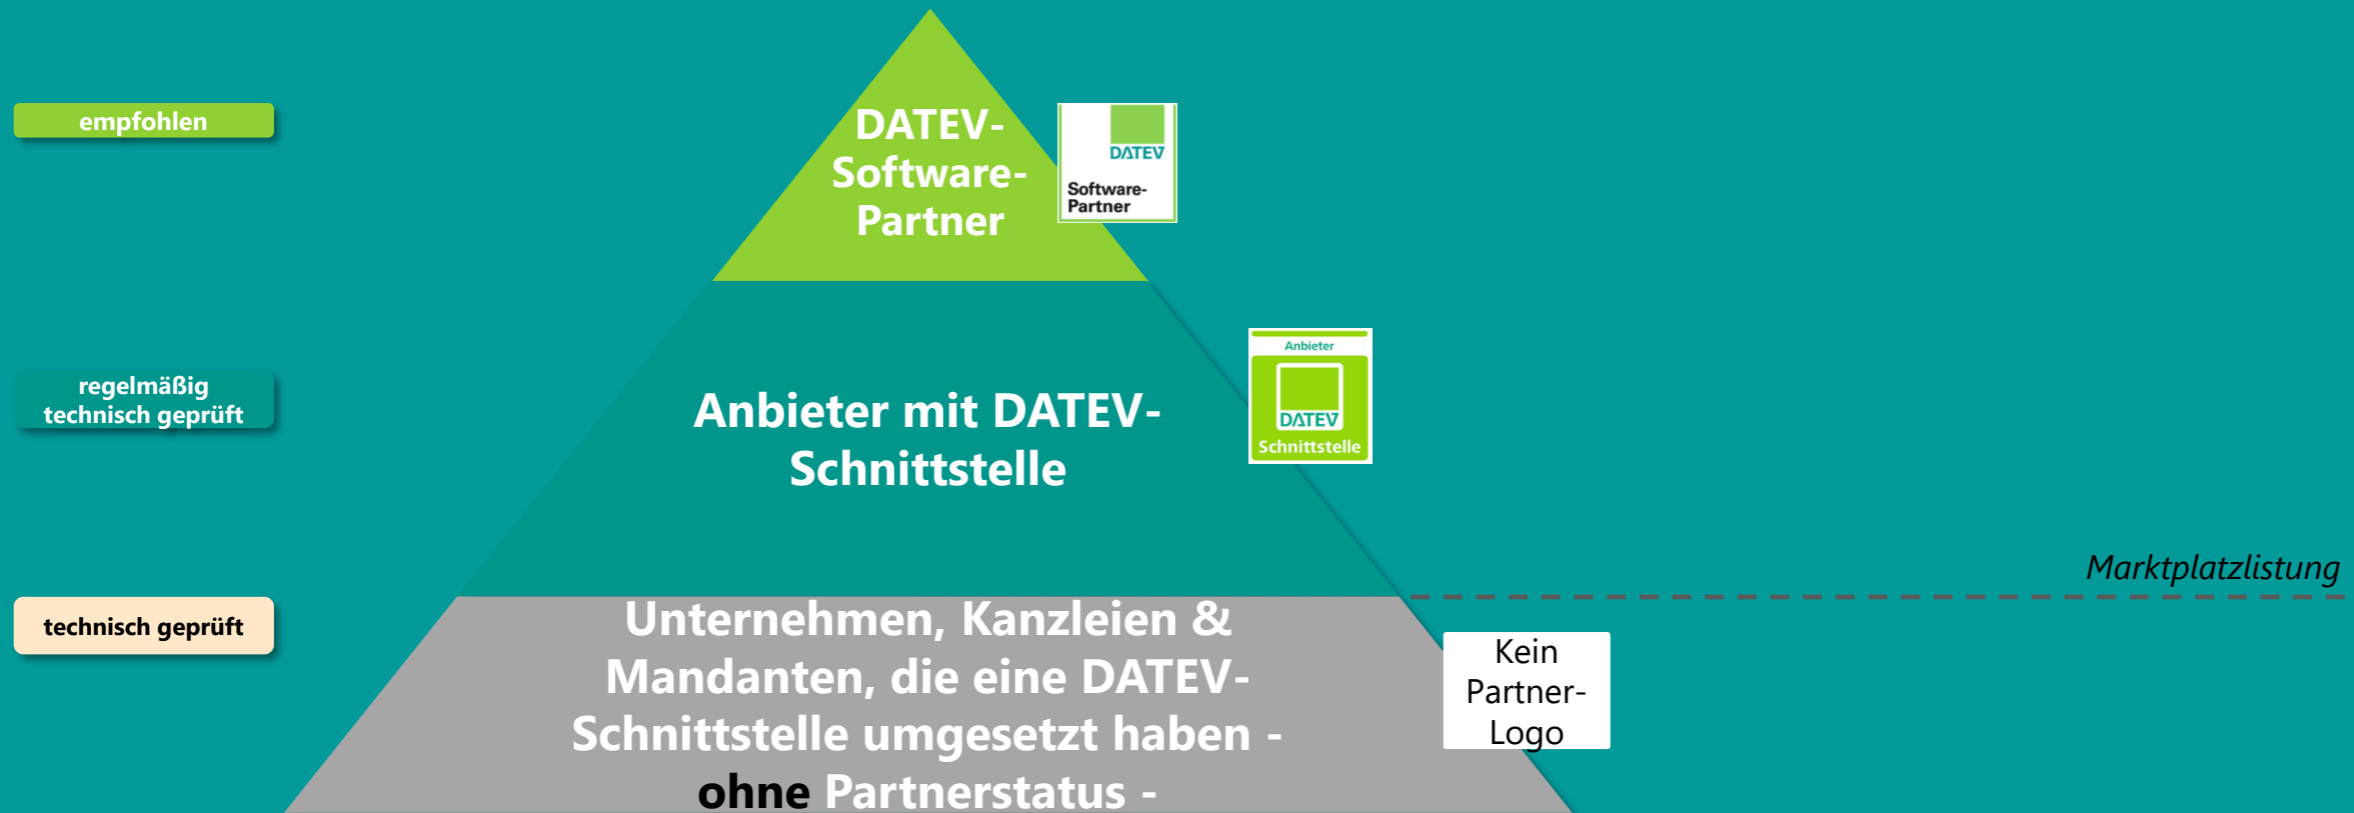 empfohlen
DATEV-
Software-
Partner
DATEV
Software-
Partner
regelmäßig
technisch geprüft
Anbieter mit DATEV-
Schnittstelle
Anbieter
DATEV
Schnittstelle
Marktplatzlistung
technisch geprüft
Unternehmen, Kanzleien &
Mandanten, die eine DATEV-
Schnittstelle umgesetzt haben -
ohne Partnerstatus -
Kein
Partner-
Logo